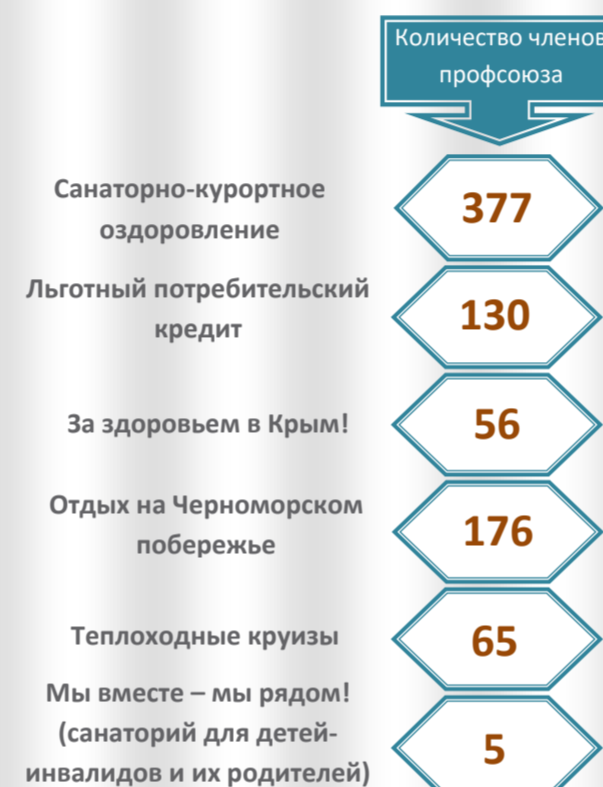 Количество членов
профсоюза
Санаторно-курортное
оздоровление
377
Льготный потребительский
кредит
130
За здоровьем в Крым!
56
Отдых на Черноморском
побережье
176
Теплоходные круизы
65
Мы вместе – мы рядом!
(санаторий для детей-
инвалидов и их родителей)
5